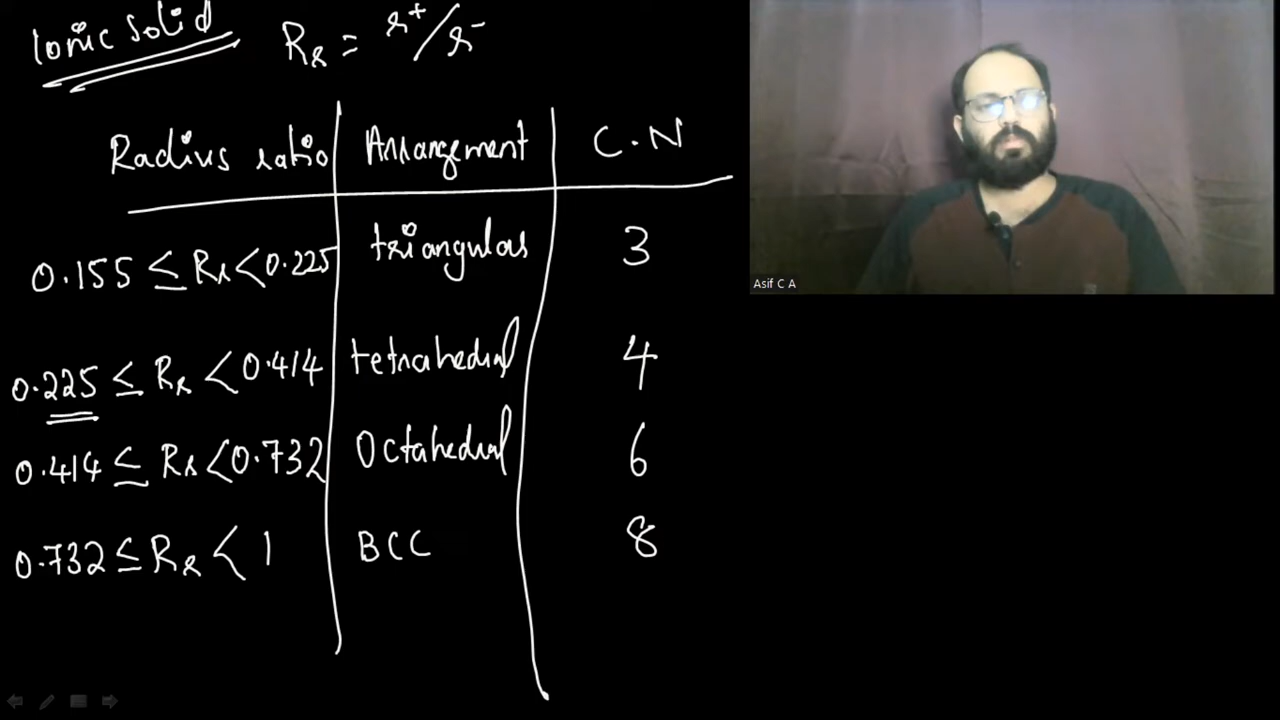 Ionic solid Rr = r⁺/r⁻
Radius ratio Arrangement C.N
0.155 ≤ Rr < 0.225 triangular 3
0.225 ≤ Rr < 0.414 tetrahedral 4
0.414 ≤ Rr < 0.732 Octahedral 6
0.732 ≤ Rr < 1 BCC 8
Asif C A